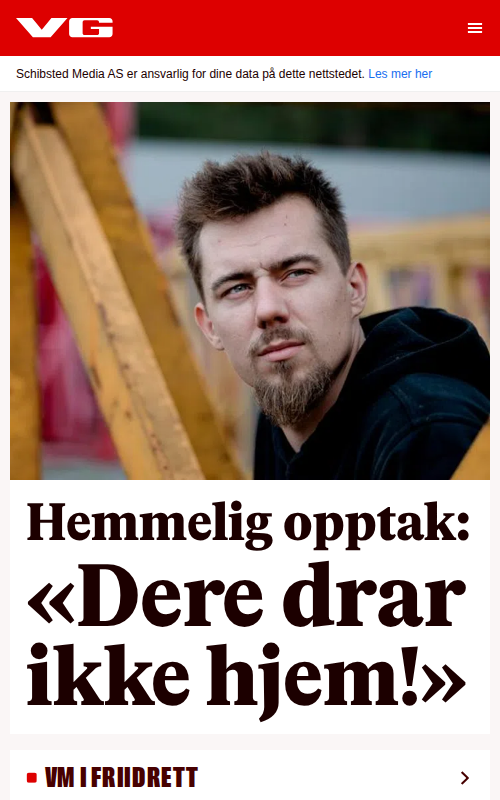 VG
Schibsted Media AS er ansvarlig for dine data på dette nettstedet. Les mer her
Hemmelig opptak:
«Dere drar
ikke hjem!»
VM I FRIIDRETT